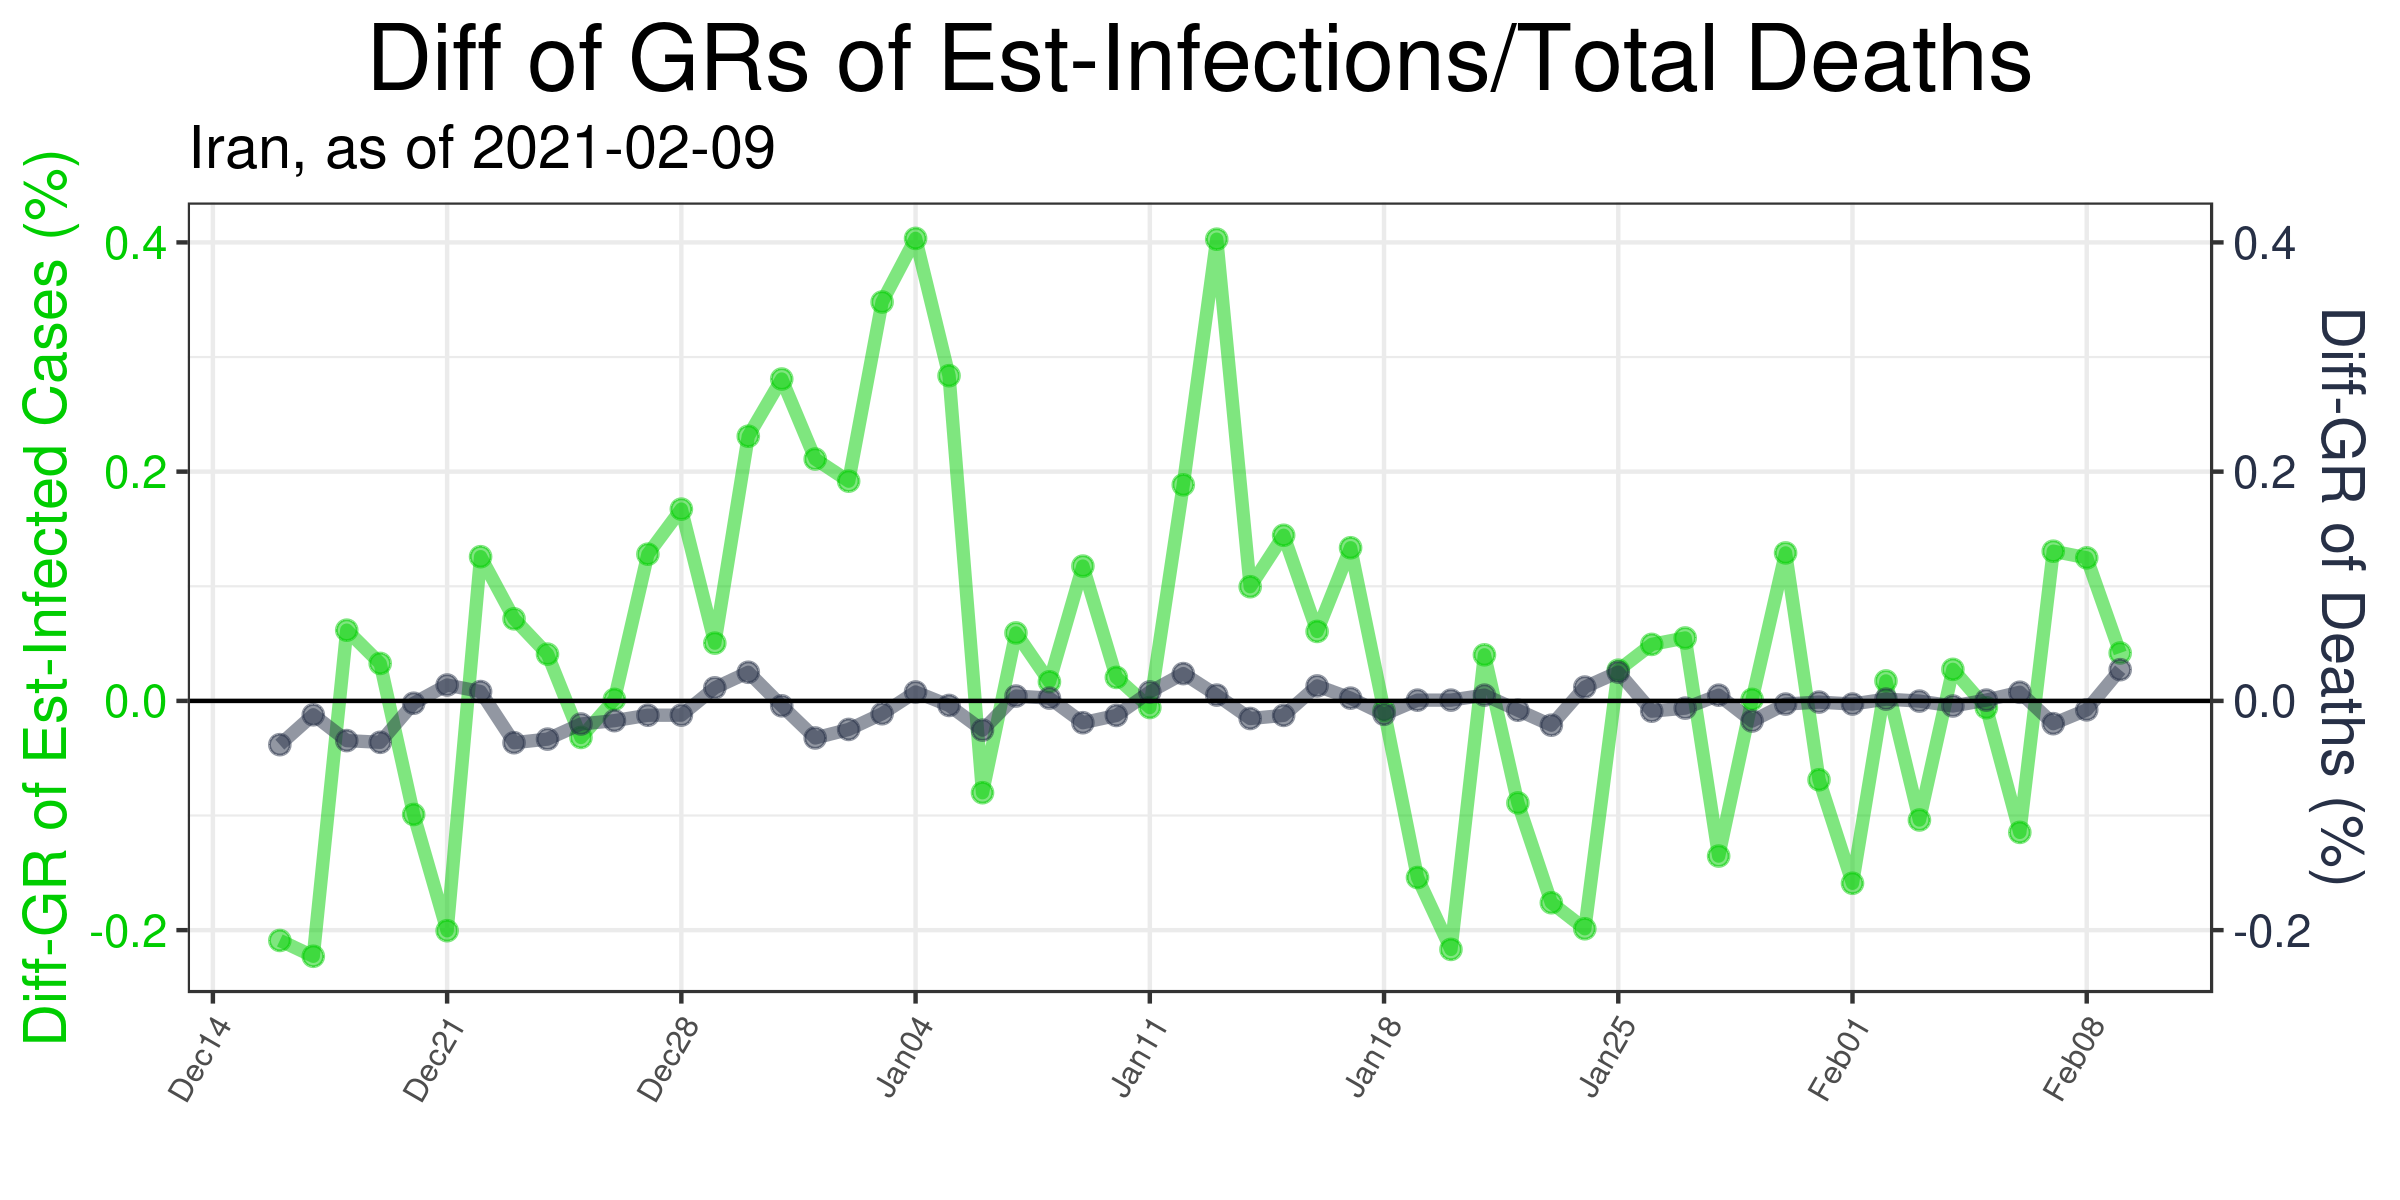 Diff of GRs of Est-Infections/Total Deaths
Iran, as of 2021-02-09
Diff-GR of Est-Infected Cases (%)
0.4
0.2
0.0
-0.2
0.4
0.2
0.0
-0.2
Diff-GR of Deaths (%)
Dec14
Dec21
Dec28
Jan04
Jan11
Jan18
Jan25
Feb01
Feb08